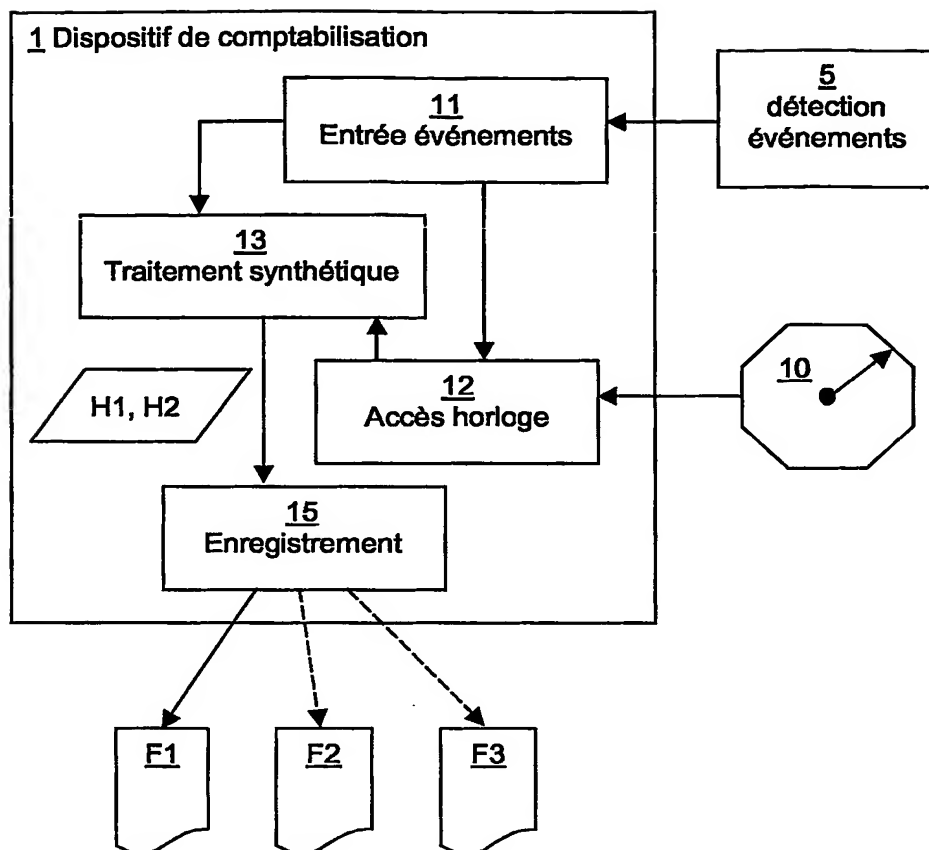 1 Dispositif de comptabilisation
11
Entrée événements
5
détection
événements
13
Traitement synthétique
10
12
Accès horloge
H1, H2
15
Enregistrement
F1
F2
F3